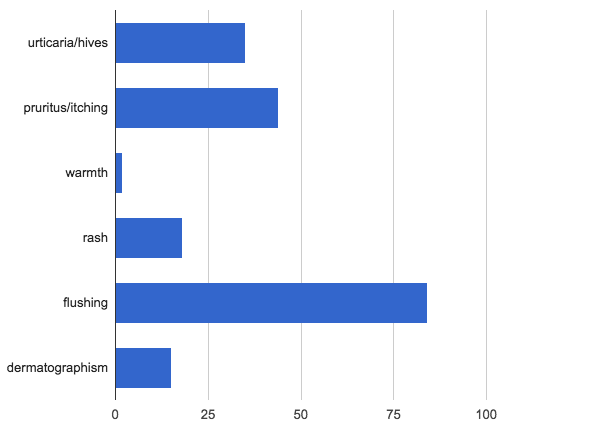 urticaria/hives
pruritus/itching
warmth
rash
flushing
dermatographism
0 25 50 75 100